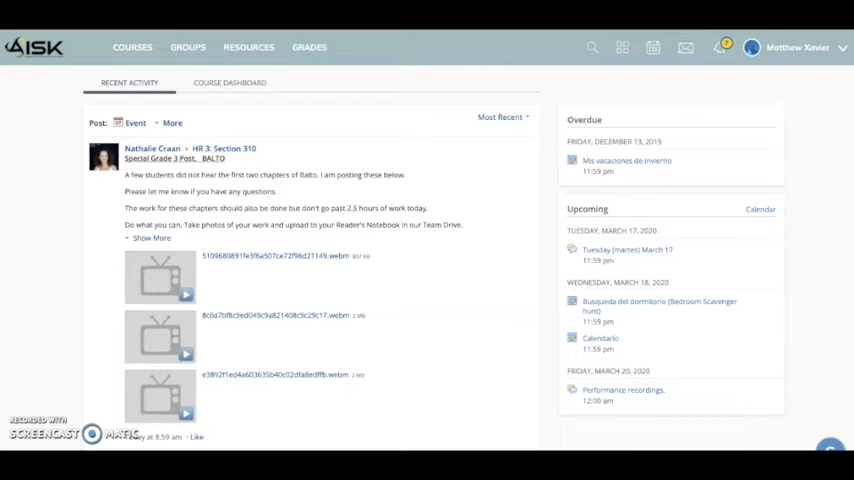 AISK
COURSES GROUPS RESOURCES GRADES
7
Matthew Xavier
RECENT ACTIVITY COURSE DASHBOARD
Post: Event More
Most Recent
Nathalie Craan HR 3: Section 310
Special Grade 3 Post, BALTO
A few students did not hear the first two chapters of Balto. I am posting these below.
Please let me know if you have any questions.
The work for these chapters should also be done but don't go past 2.5 hours of work today.
Do what you can. Take photos of your work and upload to your Reader's Notebook in our Team Drive.
Show More
5109680891fe3f6a507ce72f96d21149.webm 807 KB
8c0a7bf8c9ed049c9a821408c9c29c17.webm 2 MB
e3892f1ed4a603635b40c02dfa8edffb.webm 2 MB
at 8:59 am · Like
Overdue
FRIDAY, DECEMBER 13, 2019
Mis vacaciones de invierno
11:59 pm
Upcoming
Calendar
TUESDAY, MARCH 17, 2020
Tuesday (martes) March 17
11:59 pm
WEDNESDAY, MARCH 18, 2020
Busqueda del dormitorio (Bedroom Scavenger
hunt)
11:59 pm
Calendario
11:59 pm
FRIDAY, MARCH 20, 2020
Performance recordings.
12:00 am
RECORDED WITH
SCREENCAST MATIC